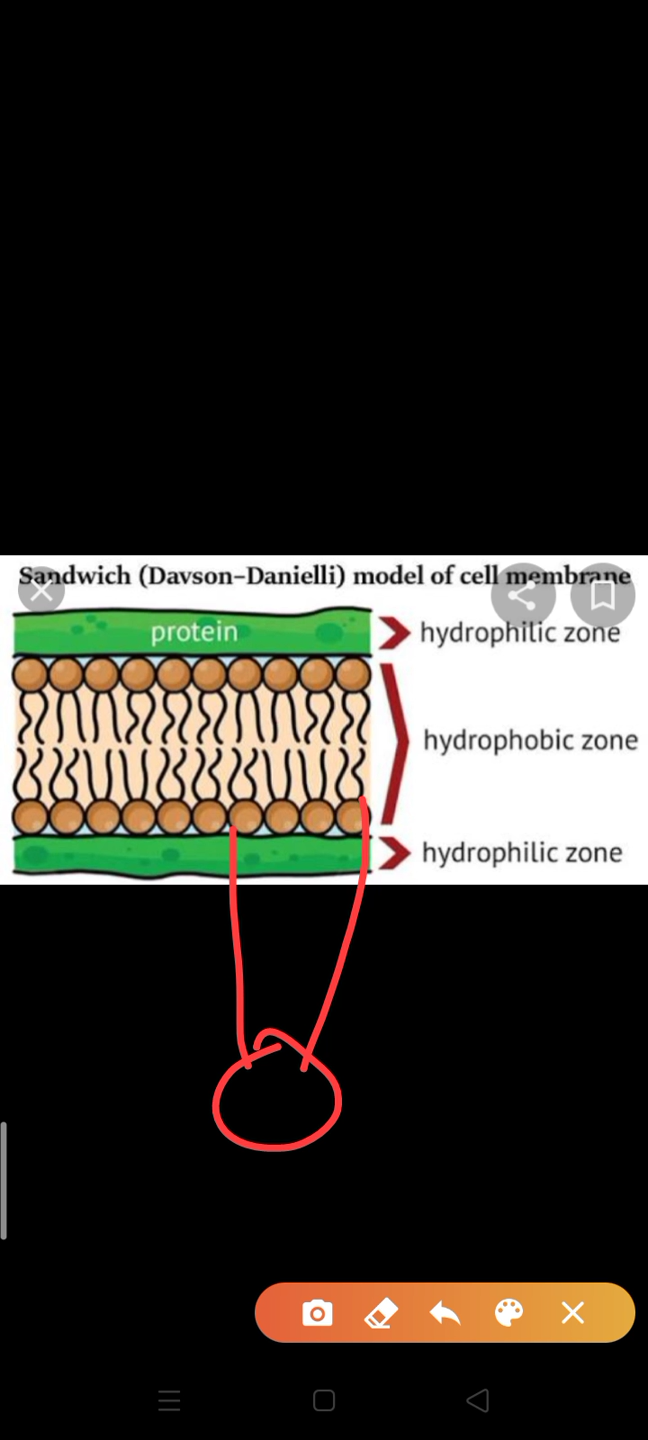 Sandwich (Davson–Danielli) model of cell membrane
protein
hydrophilic zone
hydrophobic zone
hydrophilic zone